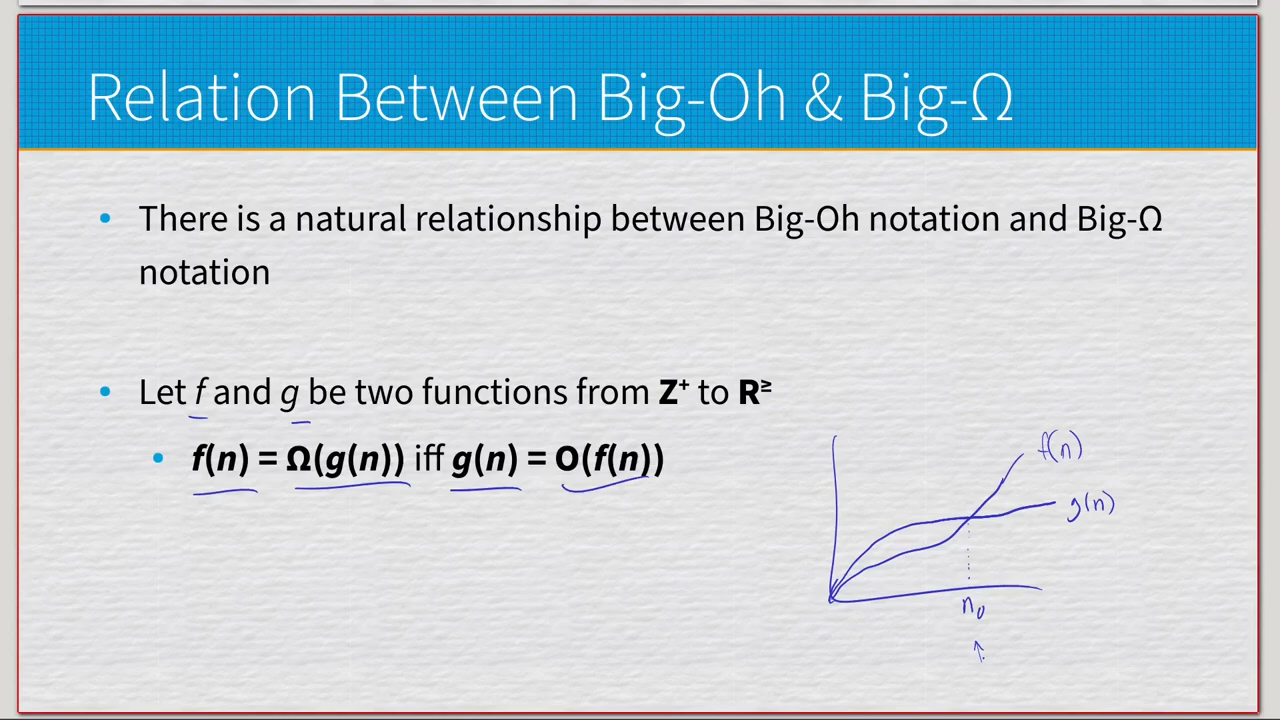 Relation Between Big-Oh & Big-Ω
There is a natural relationship between Big-Oh notation and Big-Ω
notation
Let f and g be two functions from Z⁺ to R≥
f(n) = Ω(g(n)) iff g(n) = O(f(n))
f(n)
g(n)
n₀